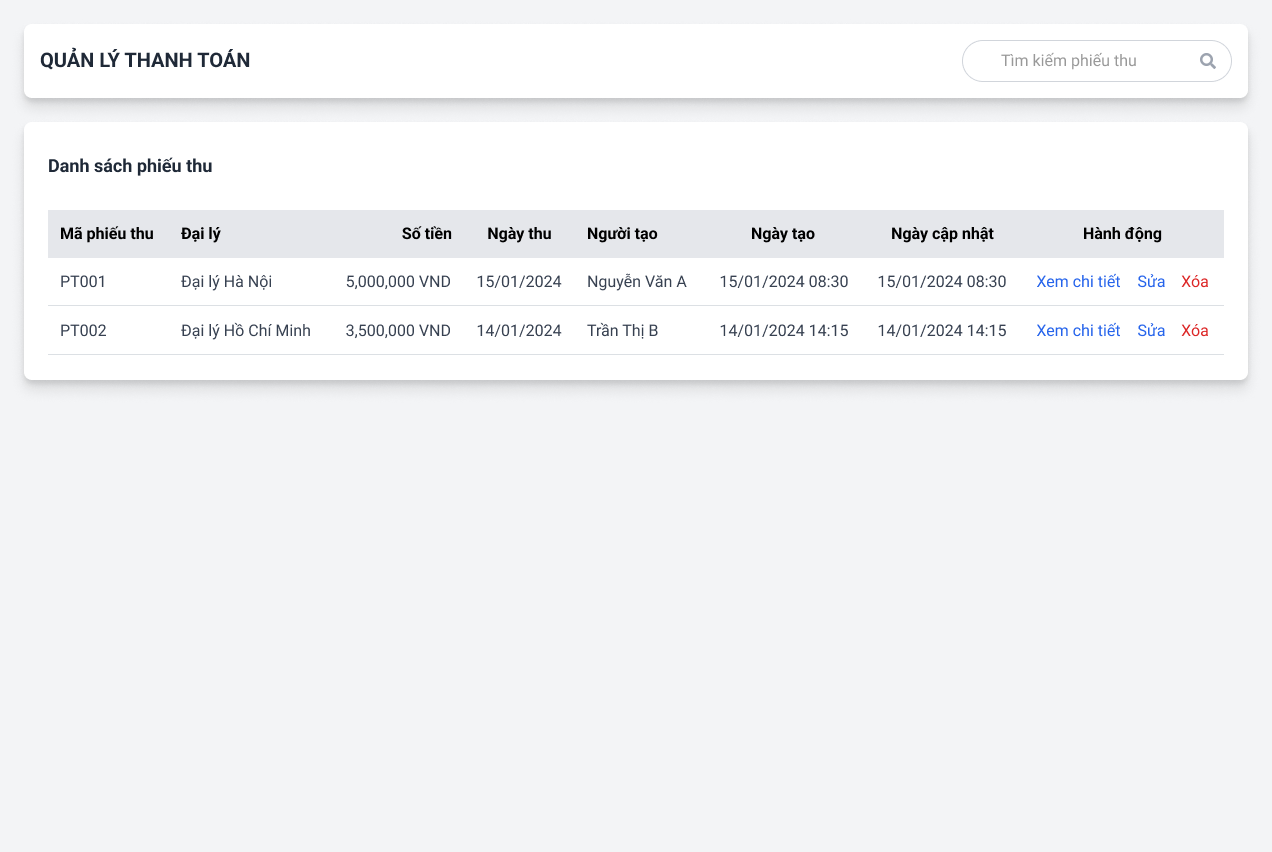 QUẢN LÝ THANH TOÁN
Tìm kiếm phiếu thu
Danh sách phiếu thu
Mã phiếu thu Đại lý Số tiền Ngày thu Người tạo Ngày tạo Ngày cập nhật Hành động
PT001 Đại lý Hà Nội 5,000,000 VND 15/01/2024 Nguyễn Văn A 15/01/2024 08:30 15/01/2024 08:30 Xem chi tiết Sửa Xóa
PT002 Đại lý Hồ Chí Minh 3,500,000 VND 14/01/2024 Trần Thị B 14/01/2024 14:15 14/01/2024 14:15 Xem chi tiết Sửa Xóa